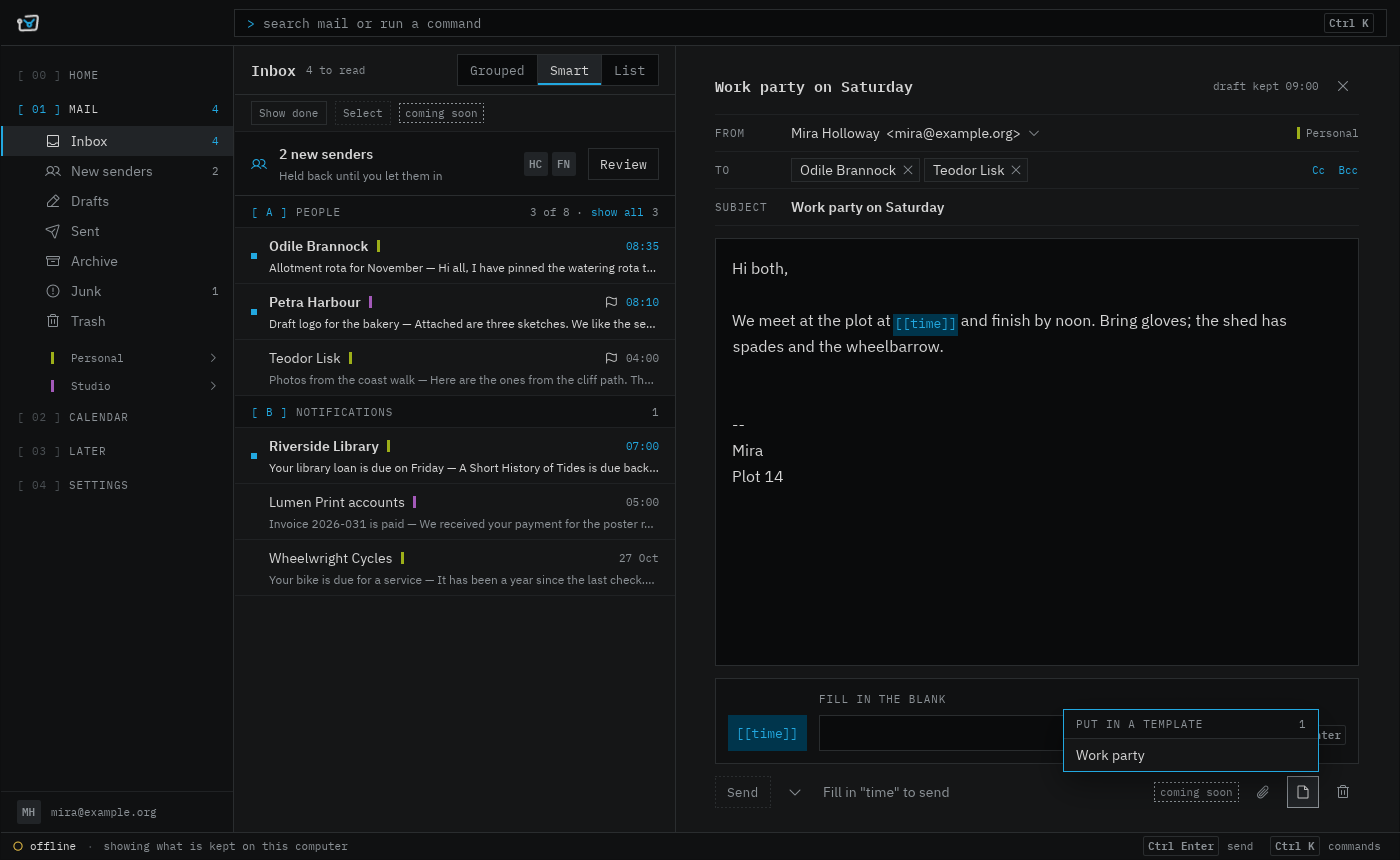 > search mail or run a command
Ctrl K
[ 00 ] HOME
[ 01 ] MAIL 4
Inbox 4
New senders 2
Drafts
Sent
Archive
Junk 1
Trash
Personal
Studio
[ 02 ] CALENDAR
[ 03 ] LATER
[ 04 ] SETTINGS
MH mira@example.org
Inbox 4 to read
Grouped Smart List
Show done Select coming soon
2 new senders
Held back until you let them in
HC FN Review
[ A ] PEOPLE 3 of 8 · show all 3
Odile Brannock 08:35
Allotment rota for November — Hi all, I have pinned the watering rota t...
Petra Harbour 08:10
Draft logo for the bakery — Attached are three sketches. We like the se...
Teodor Lisk 04:00
Photos from the coast walk — Here are the ones from the cliff path. Th...
[ B ] NOTIFICATIONS 1
Riverside Library 07:00
Your library loan is due on Friday — A Short History of Tides is due back...
Lumen Print accounts 05:00
Invoice 2026-031 is paid — We received your payment for the poster r...
Wheelwright Cycles 27 Oct
Your bike is due for a service — It has been a year since the last check....
Work party on Saturday draft kept 09:00
FROM Mira Holloway <mira@example.org> Personal
TO Odile Brannock Teodor Lisk Cc Bcc
SUBJECT Work party on Saturday
Hi both,
We meet at the plot at [[time]] and finish by noon. Bring gloves; the shed has
spades and the wheelbarrow.
--
Mira
Plot 14
FILL IN THE BLANK
[[time]]
PUT IN A TEMPLATE 1
Work party
Send Fill in "time" to send coming soon
offline · showing what is kept on this computer
Ctrl Enter send Ctrl K commands